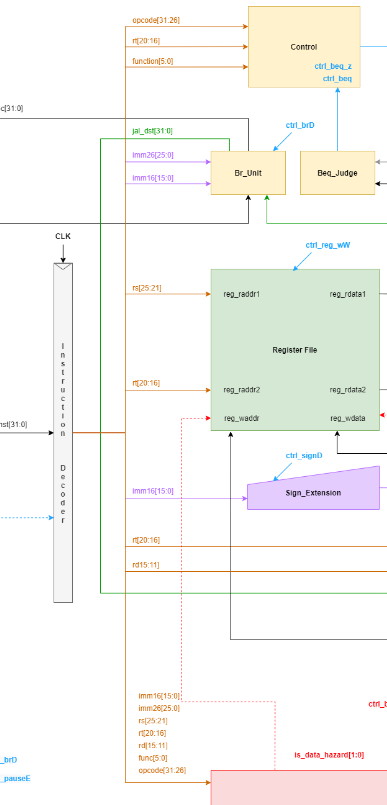 opcode[31:26]
rt[20:16]
function[5:0]
Control
ctrl_beq_z
ctrl_beq
c[31:0]
jal_dst[31:0]
ctrl_brD
imm26[25:0]
imm16[15:0]
Br_Unit
Beq_Judge
CLK
ctrl_reg_wW
rs[25:21]
reg_raddr1
reg_rdata1
Register File
Instruction Decoder
rt[20:16]
reg_raddr2
reg_rdata2
reg_waddr
reg_wdata
nst[31:0]
ctrl_signD
imm16[15:0]
Sign_Extension
rt[20:16]
rd15:11]
imm16[15:0]
imm26[25:0]
rs[25:21]
rt[20:16]
rd[15:11]
func[5:0]
opcode[31:26]
ctrl_b
is_data_hazard[1:0]
_brD
_pauseE